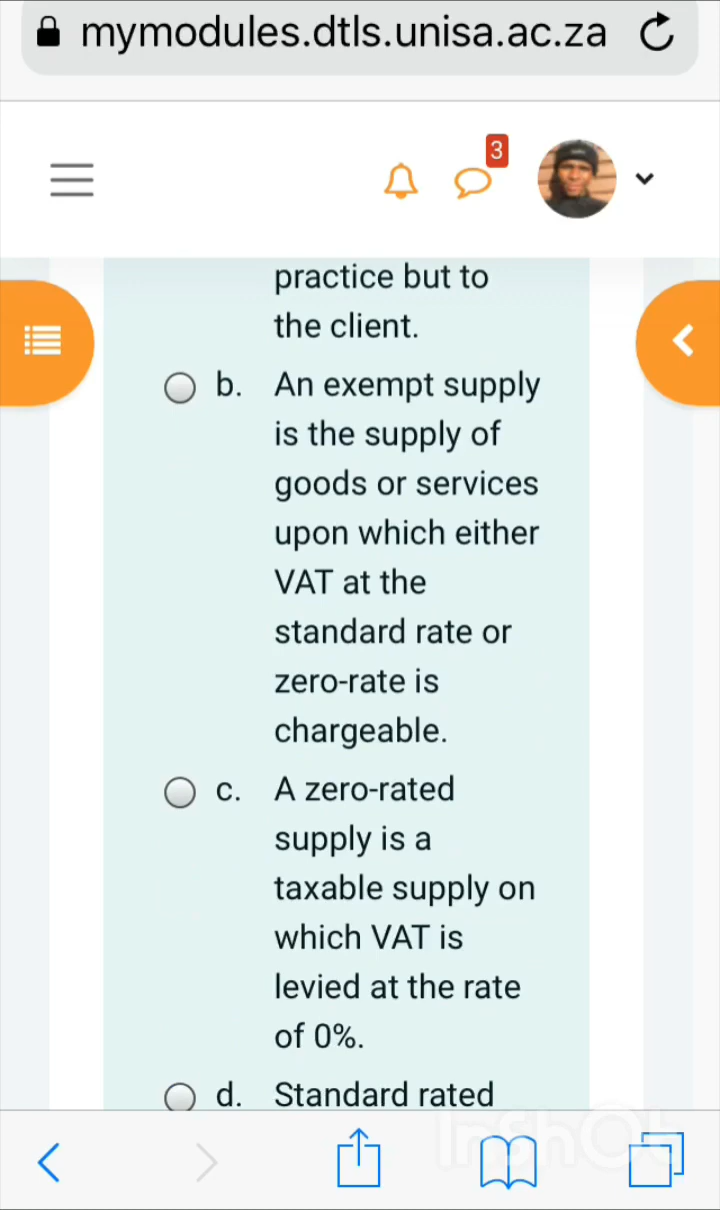 mymodules.dtls.unisa.ac.za
3
practice but to
the client.
b. An exempt supply
is the supply of
goods or services
upon which either
VAT at the
standard rate or
zero-rate is
chargeable.
c. A zero-rated
supply is a
taxable supply on
which VAT is
levied at the rate
of 0%.
d. Standard rated
InShOt